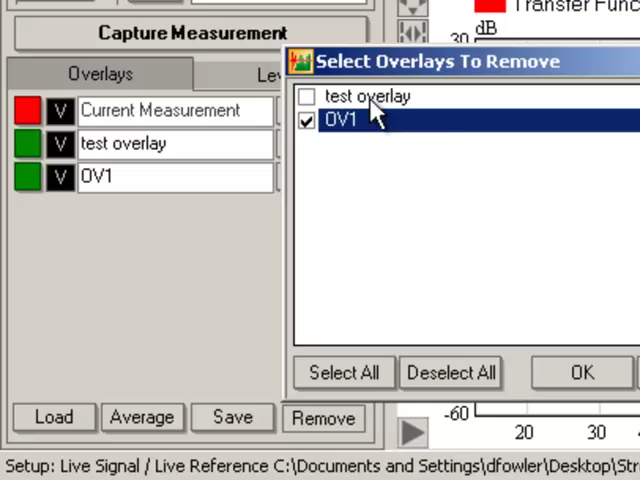 Transfer Func
Capture Measurement
30
dB
Select Overlays To Remove
Overlays
Lev
test overlay
Current Measurement
V
OV1
test overlay
V
OV1
V
Select All
Deselect All
OK
Load
Average
Save
Remove
-60
20
30
Setup: Live Signal / Live Reference C:\Documents and Settings\dfowler\Desktop\Str